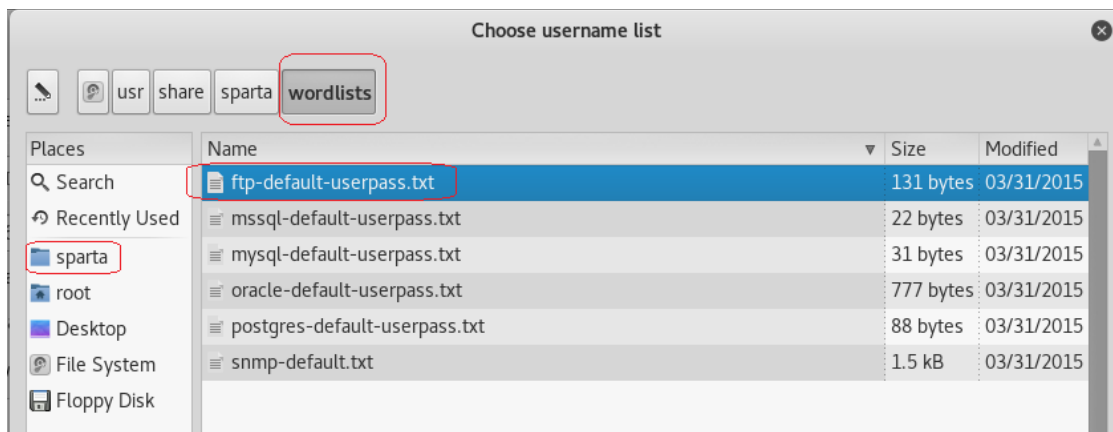 Choose username list
usr share sparta wordlists
Places Name Size Modified
Search ftp-default-userpass.txt 131 bytes 03/31/2015
Recently Used mssql-default-userpass.txt 22 bytes 03/31/2015
sparta mysql-default-userpass.txt 31 bytes 03/31/2015
root oracle-default-userpass.txt 777 bytes 03/31/2015
Desktop postgres-default-userpass.txt 88 bytes 03/31/2015
File System snmp-default.txt 1.5 kB 03/31/2015
Floppy Disk